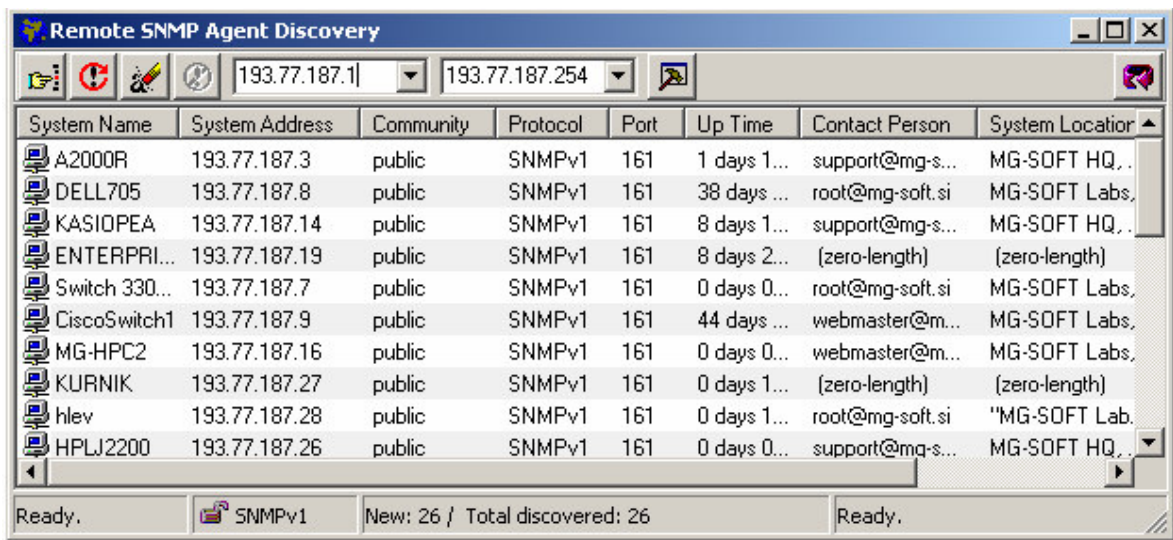 Remote SNMP Agent Discovery
193.77.187.1 193.77.187.254
System Name System Address Community Protocol Port Up Time Contact Person System Location
A2000R 193.77.187.3 public SNMPv1 161 1 days 1... support@mg-s... MG-SOFT HQ, .
DELL705 193.77.187.8 public SNMPv1 161 38 days ... root@mg-soft.si MG-SOFT Labs,
KASIOPEA 193.77.187.14 public SNMPv1 161 8 days 1... support@mg-s... MG-SOFT HQ, .
ENTERPRI... 193.77.187.19 public SNMPv1 161 8 days 2... (zero-length) (zero-length)
Switch 330... 193.77.187.7 public SNMPv1 161 0 days 0... root@mg-soft.si MG-SOFT Labs,
CiscoSwitch1 193.77.187.9 public SNMPv1 161 44 days ... webmaster@m... MG-SOFT Labs,
MG-HPC2 193.77.187.16 public SNMPv1 161 0 days 0... webmaster@m... MG-SOFT Labs,
KURNIK 193.77.187.27 public SNMPv1 161 0 days 1... (zero-length) (zero-length)
hlev 193.77.187.28 public SNMPv1 161 0 days 1... root@mg-soft.si "MG-SOFT Lab.
HPLJ2200 193.77.187.26 public SNMPv1 161 0 days 0... support@mg-s... MG-SOFT HQ, .
Ready. SNMPv1 New: 26 / Total discovered: 26 Ready.